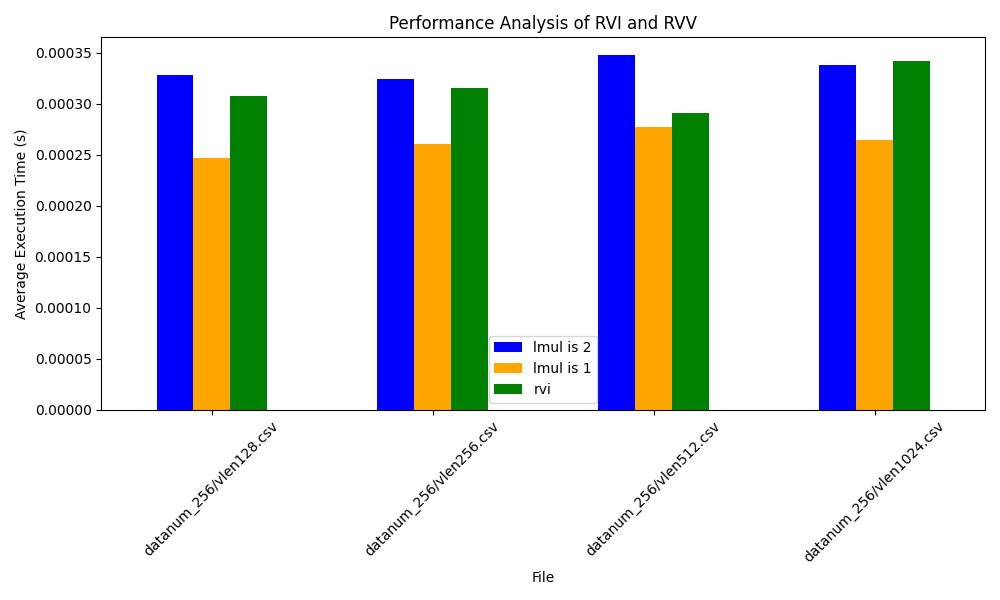 Performance Analysis of RVI and RVV
Average Execution Time (s)
0.00035
0.00030
0.00025
0.00020
0.00015
0.00010
0.00005
0.00000
lmul is 2
lmul is 1
rvi
datanum_256/vlen128.csv
datanum_256/vlen256.csv
datanum_256/vlen512.csv
datanum_256/vlen1024.csv
File